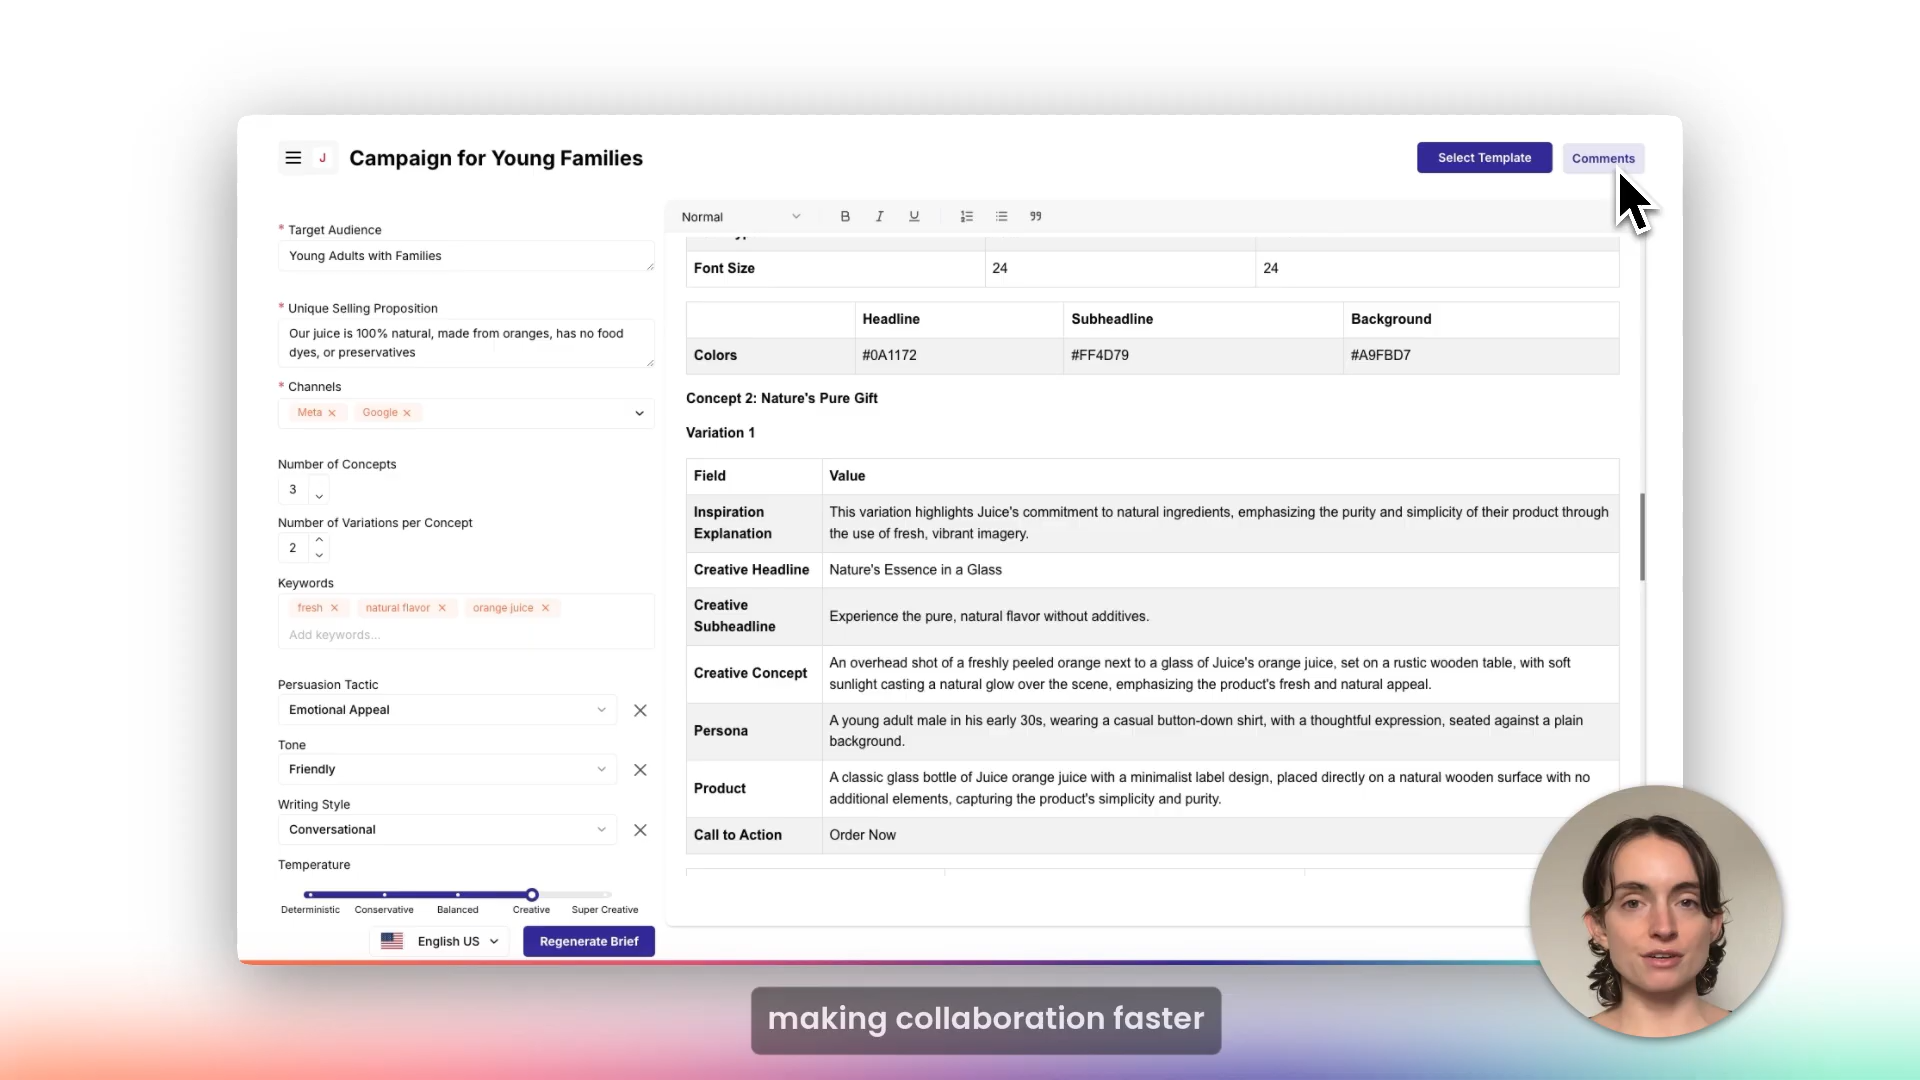 J
Campaign for Young Families
Select Template
Comments
* Target Audience
Young Adults with Families
* Unique Selling Proposition
Our juice is 100% natural, made from oranges, has no food
dyes, or preservatives
* Channels
Meta ×
Google ×
Number of Concepts
3
Number of Variations per Concept
2
Keywords
fresh ×
natural flavor ×
orange juice ×
Add keywords...
Persuasion Tactic
Emotional Appeal
Tone
Friendly
Writing Style
Conversational
Temperature
Deterministic
Conservative
Balanced
Creative
Super Creative
English US
Regenerate Brief
Normal
B I U
Font Size 24 24
Headline Subheadline Background
Colors #0A1172 #FF4D79 #A9FBD7
Concept 2: Nature's Pure Gift
Variation 1
Field Value
Inspiration
Explanation
This variation highlights Juice's commitment to natural ingredients, emphasizing the purity and simplicity of their product through
the use of fresh, vibrant imagery.
Creative Headline Nature's Essence in a Glass
Creative
Subheadline
Experience the pure, natural flavor without additives.
Creative Concept
An overhead shot of a freshly peeled orange next to a glass of Juice's orange juice, set on a rustic wooden table, with soft
sunlight casting a natural glow over the scene, emphasizing the product's fresh and natural appeal.
Persona
A young adult male in his early 30s, wearing a casual button-down shirt, with a thoughtful expression, seated against a plain
background.
Product
A classic glass bottle of Juice orange juice with a minimalist label design, placed directly on a natural wooden surface with no
additional elements, capturing the product's simplicity and purity.
Call to Action Order Now
making collaboration faster